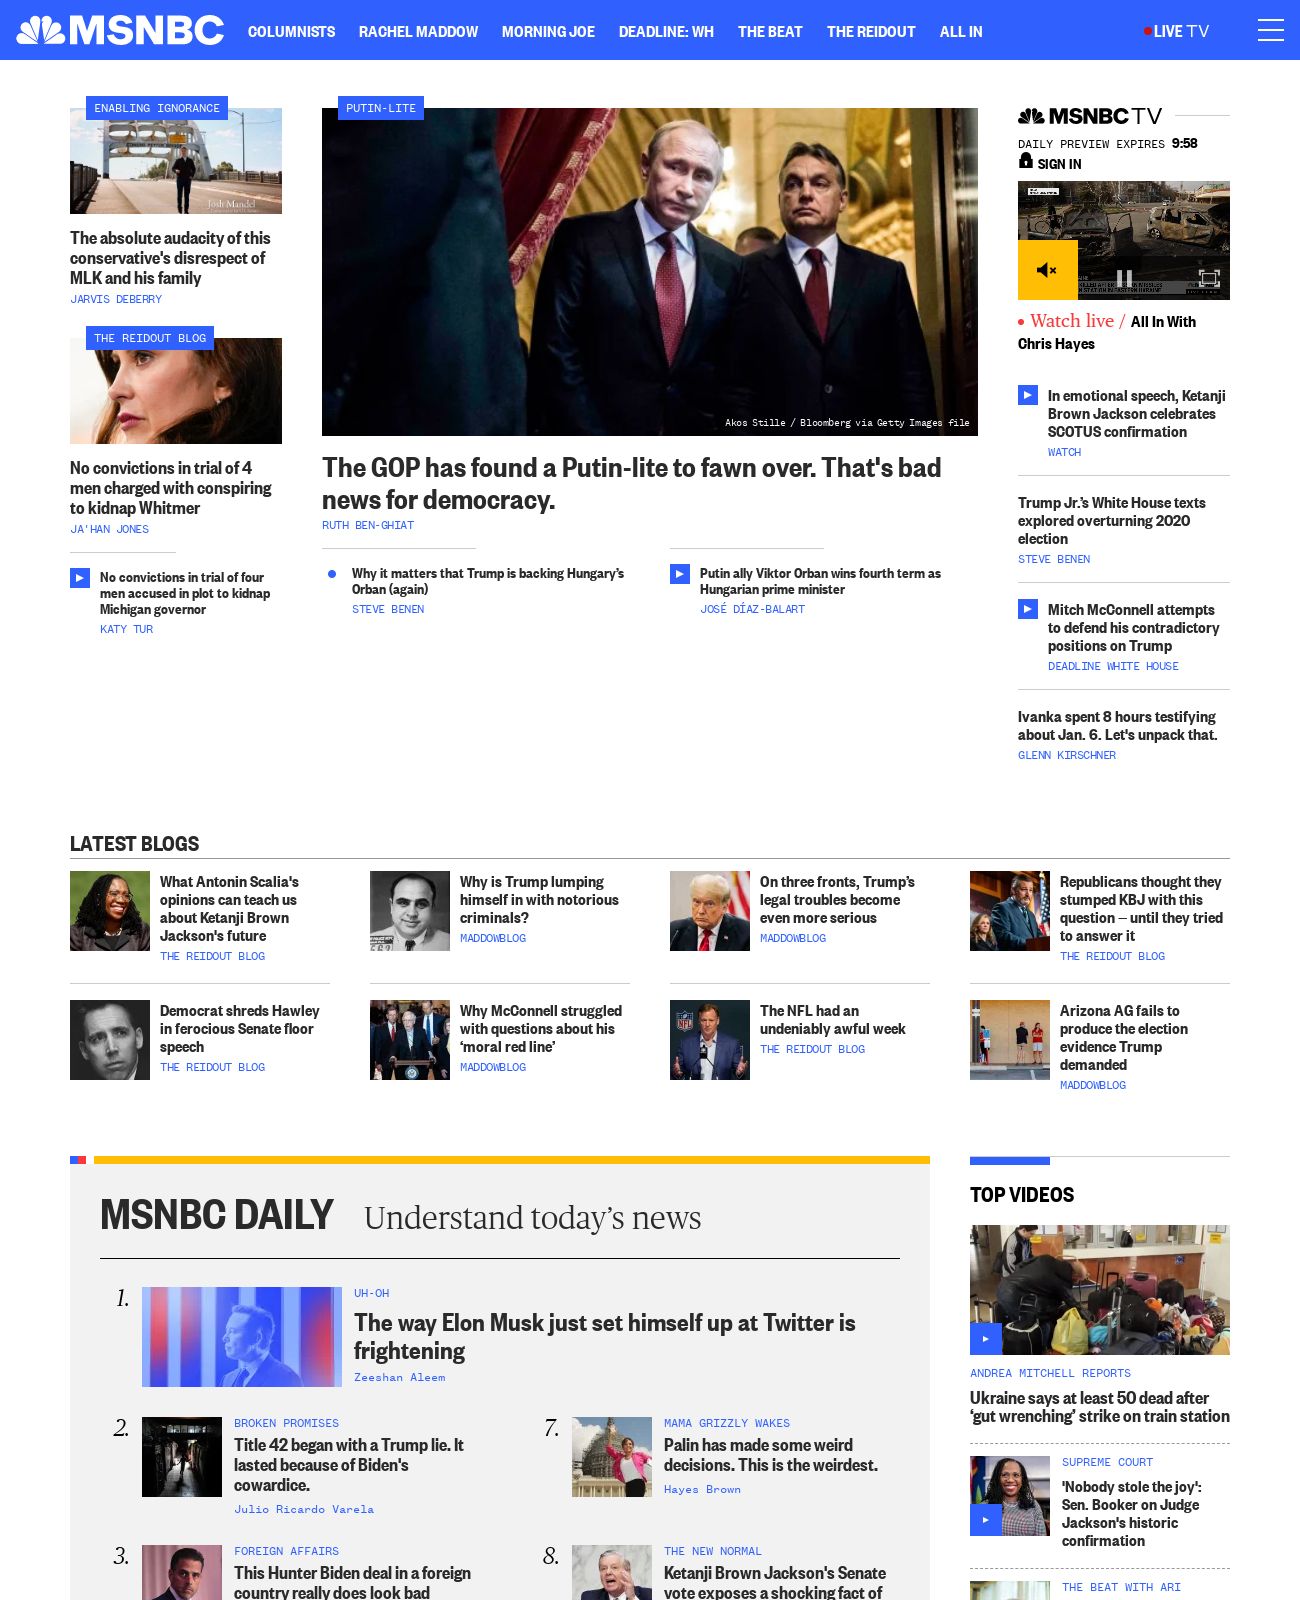 MSNBC COLUMNISTS RACHEL MADDOW MORNING JOE DEADLINE: WH THE BEAT THE REIDOUT ALL IN LIVE TV
ENABLING IGNORANCE
Josh Mandel
The absolute audacity of this
conservative's disrespect of
MLK and his family
JARVIS DEBERRY
THE REIDOUT BLOG
No convictions in trial of 4
men charged with conspiring
to kidnap Whitmer
JA'HAN JONES
No convictions in trial of four
men accused in plot to kidnap
Michigan governor
KATY TUR
PUTIN-LITE
Akos Stille / Bloomberg via Getty Images file
The GOP has found a Putin-lite to fawn over. That's bad
news for democracy.
RUTH BEN-GHIAT
Why it matters that Trump is backing Hungary’s
Orban (again)
STEVE BENEN
Putin ally Viktor Orban wins fourth term as
Hungarian prime minister
JOSÉ DÍAZ-BALART
MSNBC TV
DAILY PREVIEW EXPIRES 9:58
SIGN IN
Watch live / All In With
Chris Hayes
In emotional speech, Ketanji
Brown Jackson celebrates
SCOTUS confirmation
WATCH
Trump Jr.’s White House texts
explored overturning 2020
election
STEVE BENEN
Mitch McConnell attempts
to defend his contradictory
positions on Trump
DEADLINE WHITE HOUSE
Ivanka spent 8 hours testifying
about Jan. 6. Let's unpack that.
GLENN KIRSCHNER
LATEST BLOGS
What Antonin Scalia's
opinions can teach us
about Ketanji Brown
Jackson's future
THE REIDOUT BLOG
Why is Trump lumping
himself in with notorious
criminals?
MADDOWBLOG
On three fronts, Trump’s
legal troubles become
even more serious
MADDOWBLOG
Republicans thought they
stumped KBJ with this
question — until they tried
to answer it
THE REIDOUT BLOG
Democrat shreds Hawley
in ferocious Senate floor
speech
THE REIDOUT BLOG
Why McConnell struggled
with questions about his
‘moral red line’
MADDOWBLOG
NFL
The NFL had an
undeniably awful week
THE REIDOUT BLOG
Arizona AG fails to
produce the election
evidence Trump
demanded
MADDOWBLOG
MSNBC DAILY Understand today’s news
1.
UH-OH
The way Elon Musk just set himself up at Twitter is
frightening
Zeeshan Aleem
2.
BROKEN PROMISES
Title 42 began with a Trump lie. It
lasted because of Biden's
cowardice.
Julio Ricardo Varela
3.
FOREIGN AFFAIRS
This Hunter Biden deal in a foreign
country really does look bad
7.
MAMA GRIZZLY WAKES
Palin has made some weird
decisions. This is the weirdest.
Hayes Brown
8.
THE NEW NORMAL
Ketanji Brown Jackson's Senate
vote exposes a shocking fact of
TOP VIDEOS
ANDREA MITCHELL REPORTS
Ukraine says at least 50 dead after
‘gut wrenching’ strike on train station
SUPREME COURT
'Nobody stole the joy':
Sen. Booker on Judge
Jackson's historic
confirmation
THE BEAT WITH ARI